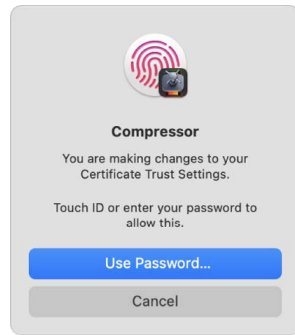 Compressor
You are making changes to your
Certificate Trust Settings.
Touch ID or enter your password to
allow this.
Use Password...
Cancel